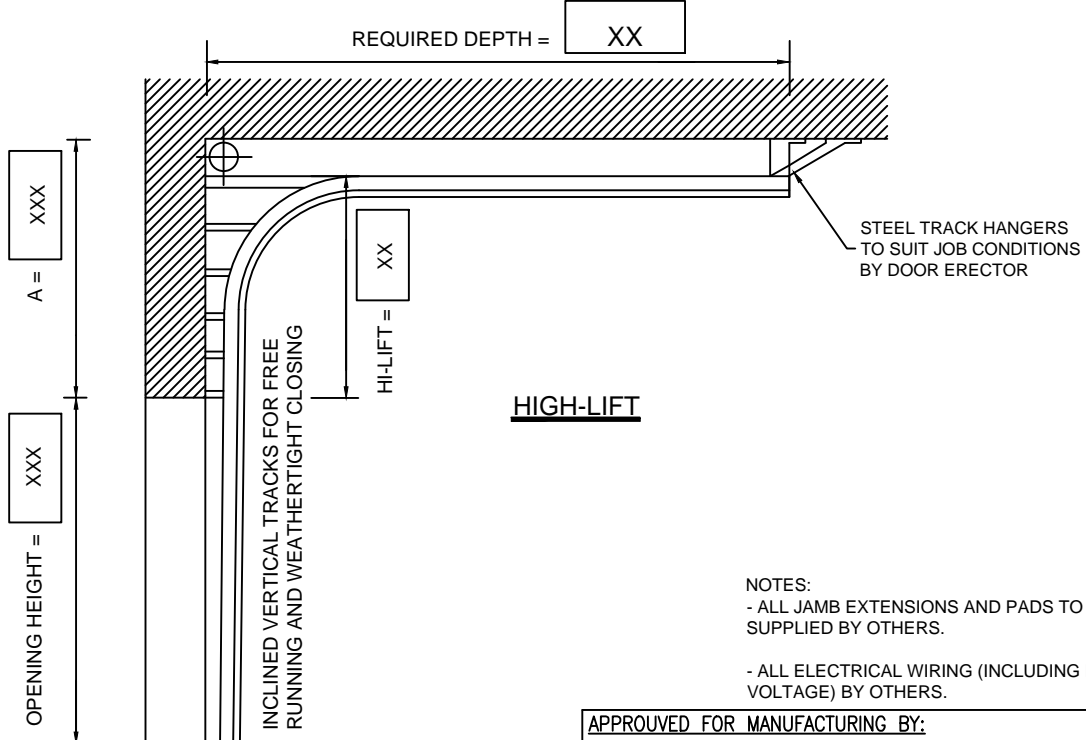 REQUIRED DEPTH = XX
A = XXX
HI-LIFT = XX
STEEL TRACK HANGERS
TO SUIT JOB CONDITIONS
BY DOOR ERECTOR
HIGH-LIFT
OPENING HEIGHT = XXX
INCLINED VERTICAL TRACKS FOR FREE
RUNNING AND WEATHERTIGHT CLOSING
NOTES:
- ALL JAMB EXTENSIONS AND PADS TO
SUPPLIED BY OTHERS.
- ALL ELECTRICAL WIRING (INCLUDING
VOLTAGE) BY OTHERS.
APPROUVED FOR MANUFACTURING BY: